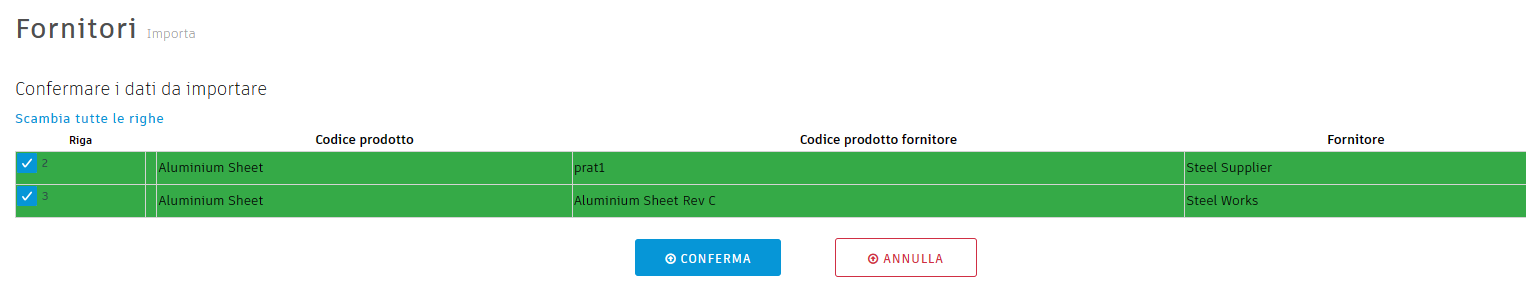 Fornitori Importa
Confermare i dati da importare
Scambia tutte le righe
Riga Codice prodotto Codice prodotto fornitore Fornitore
2 Aluminium Sheet prat1 Steel Supplier
3 Aluminium Sheet Aluminium Sheet Rev C Steel Works
CONFERMA ANNULLA